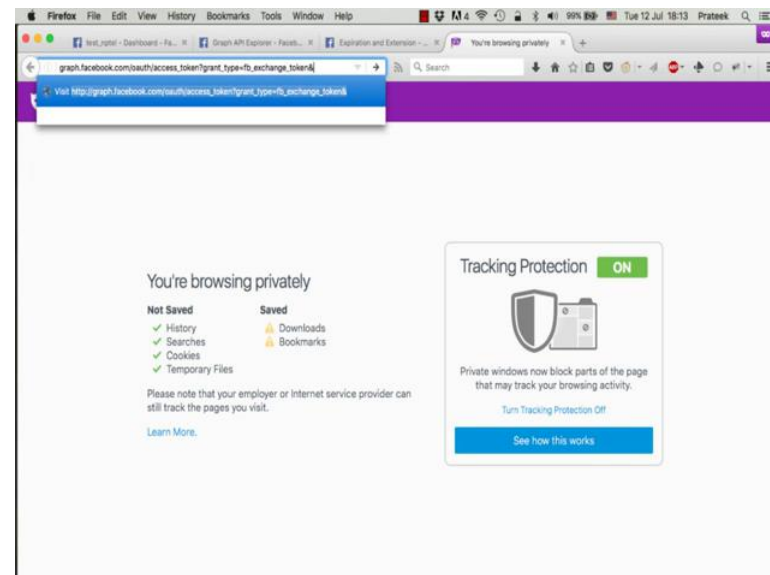 Firefox File Edit View History Bookmarks Tools Window Help 4 99% Tue 12 Jul 18:13 Prateek
test_nptel - Dashboard - Fa... × Graph API Explorer - Faceb... × Expiration and Extension - ... × You're browsing privately × +
graph.facebook.com/oauth/access_token?grant_type=fb_exchange_token& Search
Visit http://graph.facebook.com/oauth/access_token?grant_type=fb_exchange_token&
You're browsing privately
Not Saved Saved
History Downloads
Searches Bookmarks
Cookies
Temporary Files
Please note that your employer or Internet service provider can
still track the pages you visit.
Learn More.
Tracking Protection ON
Private windows now block parts of the page
that may track your browsing activity.
Turn Tracking Protection Off
See how this works